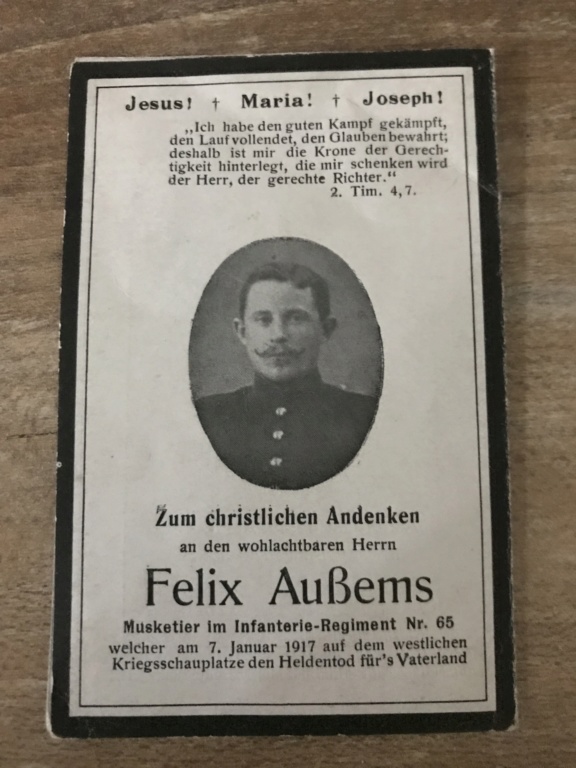 Jesus! † Maria! † Joseph!
„Ich habe den guten Kampf gekämpft,
den Lauf vollendet, den Glauben bewahrt;
deshalb ist mir die Krone der Gerech-
tigkeit hinterlegt, die mir schenken wird
der Herr, der gerechte Richter.“
2. Tim. 4,7.
Zum christlichen Andenken
an den wohlachtbaren Herrn
Felix Außems
Musketier im Infanterie-Regiment Nr. 65
welcher am 7. Januar 1917 auf dem westlichen
Kriegsschauplatze den Heldentod für's Vaterland